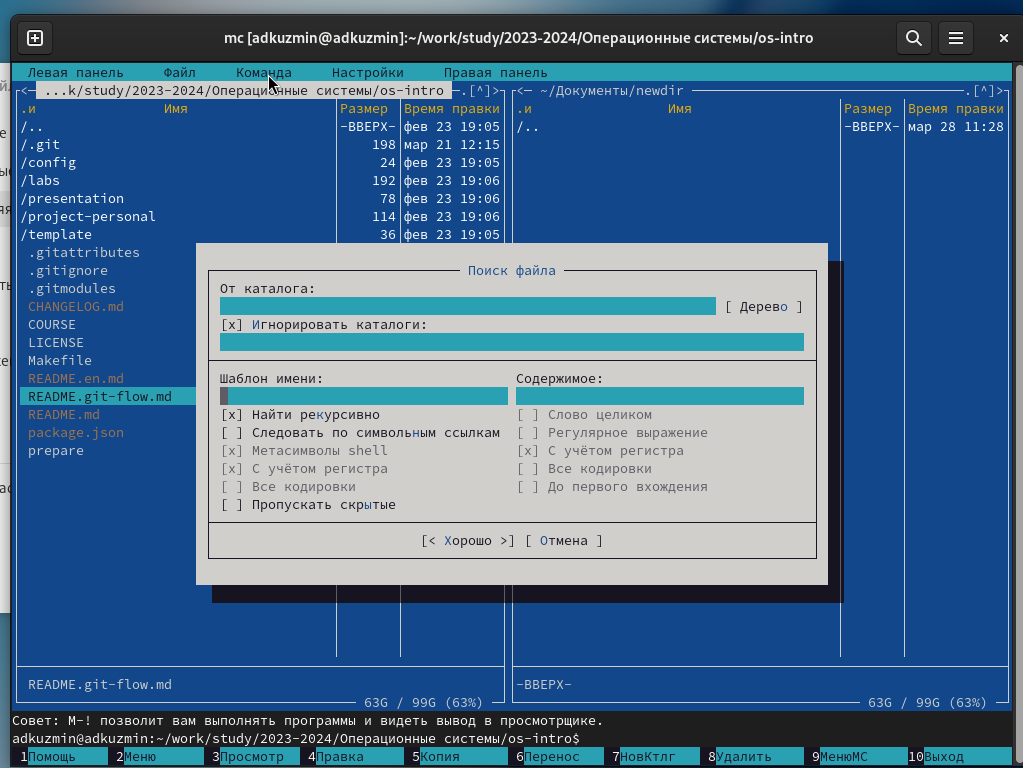 mc [adkuzmin@adkuzmin]:~/work/study/2023-2024/Операционные системы/os-intro
Левая панель Файл Команда Настройки Правая панель
<─ ...k/study/2023-2024/Операционные системы/os-intro ─.[^]>
.и Имя Размер Время правки
/.. -ВВЕРХ- фев 23 19:05
/.git 198 мар 21 12:15
/config 24 фев 23 19:05
/labs 192 фев 23 19:06
/presentation 78 фев 23 19:06
/project-personal 114 фев 23 19:06
/template 36 фев 23 19:05
.gitattributes
.gitignore
.gitmodules
CHANGELOG.md
COURSE
LICENSE
Makefile
README.en.md
README.git-flow.md
README.md
package.json
prepare
README.git-flow.md
63G / 99G (63%)
<─ ~/Документы/newdir .[^]>
.и Имя Размер Время правки
/.. -ВВЕРХ- мар 28 11:28
-ВВЕРХ-
63G / 99G (63%)
Поиск файла
От каталога:
[ Дерево ]
[x] Игнорировать каталоги:
Шаблон имени:
[x] Найти рекурсивно
[ ] Следовать по символьным ссылкам
[x] Метасимволы shell
[x] С учётом регистра
[ ] Все кодировки
[ ] Пропускать скрытые
Содержимое:
[ ] Слово целиком
[ ] Регулярное выражение
[x] С учётом регистра
[ ] Все кодировки
[ ] До первого вхождения
[< Хорошо >] [ Отмена ]
Совет: M-! позволит вам выполнять программы и видеть вывод в просмотрщике.
adkuzmin@adkuzmin:~/work/study/2023-2024/Операционные системы/os-intro$
1Помощь 2Меню 3Просмотр 4Правка 5Копия 6Перенос 7НовКтлг 8Удалить 9МенюMC 10Выход